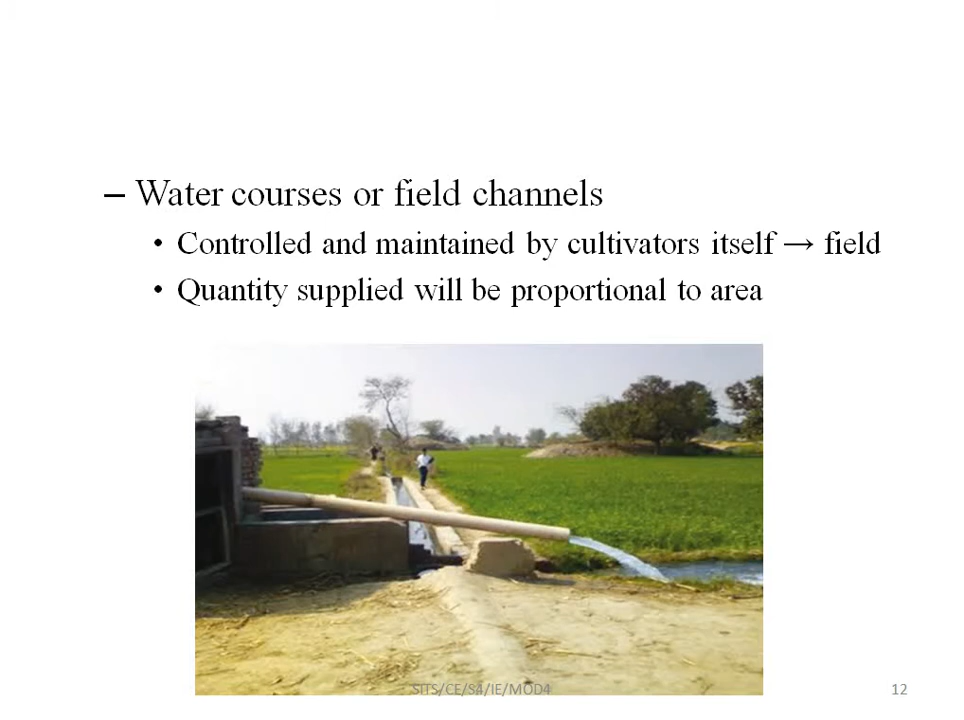 – Water courses or field channels
• Controlled and maintained by cultivators itself → field
• Quantity supplied will be proportional to area
SITS/CE/S4/IE/MOD4
12